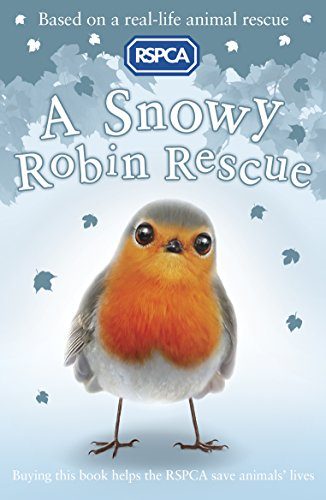 Based on a real-life animal rescue
RSPCA
A Snowy
Robin Rescue
Buying this book helps the RSPCA save animals' lives